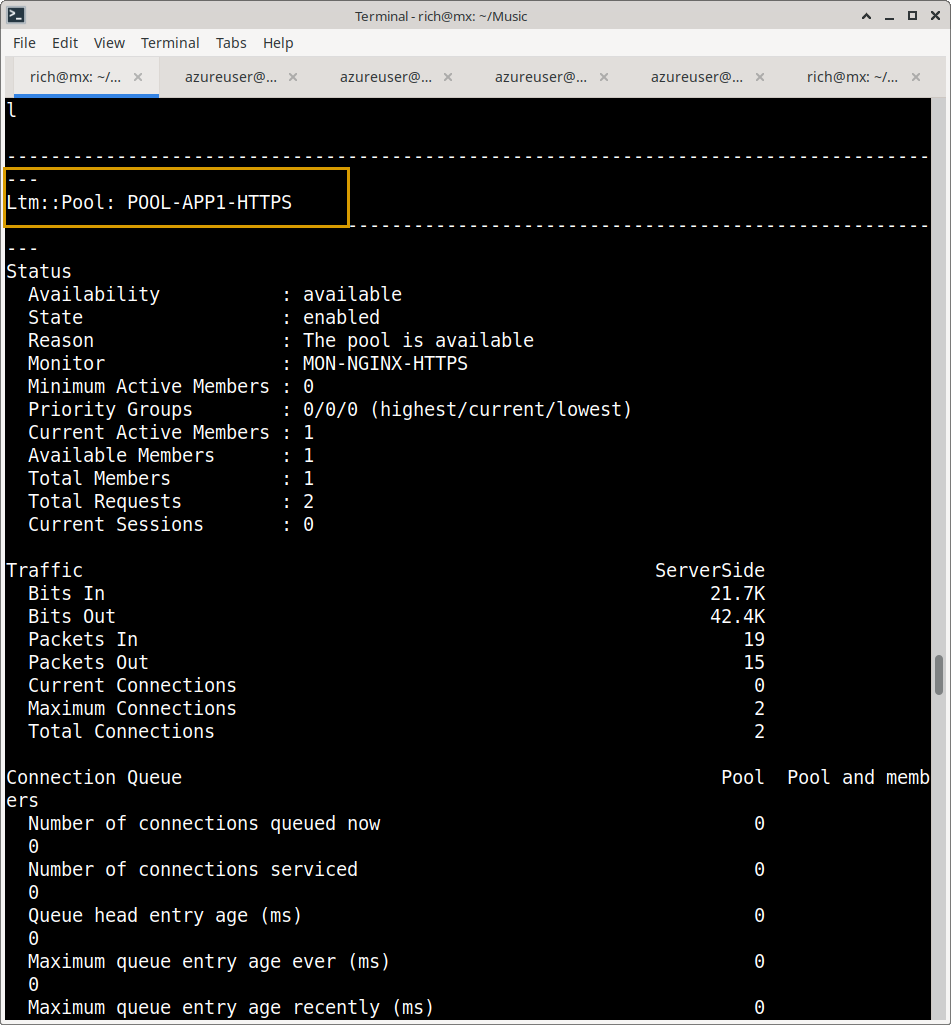 Terminal - rich@mx: ~/Music
File Edit View Terminal Tabs Help
rich@mx: ~/... azureuser@... azureuser@... azureuser@... azureuser@... rich@mx: ~/...
l
------------------------------------------------------------------------------------
---
Ltm::Pool: POOL-APP1-HTTPS
------------------------------------------------------------------------------------
---
Status
  Availability           : available
  State                  : enabled
  Reason                 : The pool is available
  Monitor                : MON-NGINX-HTTPS
  Minimum Active Members : 0
  Priority Groups        : 0/0/0 (highest/current/lowest)
  Current Active Members : 1
  Available Members      : 1
  Total Members          : 1
  Total Requests         : 2
  Current Sessions       : 0
Traffic                                                    ServerSide
  Bits In                                                       21.7K
  Bits Out                                                      42.4K
  Packets In                                                       19
  Packets Out                                                      15
  Current Connections                                               0
  Maximum Connections                                               2
  Total Connections                                                 2
Connection Queue                                                 Pool  Pool and memb
ers
  Number of connections queued now                                  0
  0
  Number of connections serviced                                    0
  0
  Queue head entry age (ms)                                         0
  0
  Maximum queue entry age ever (ms)                                 0
  0
  Maximum queue entry age recently (ms)                             0